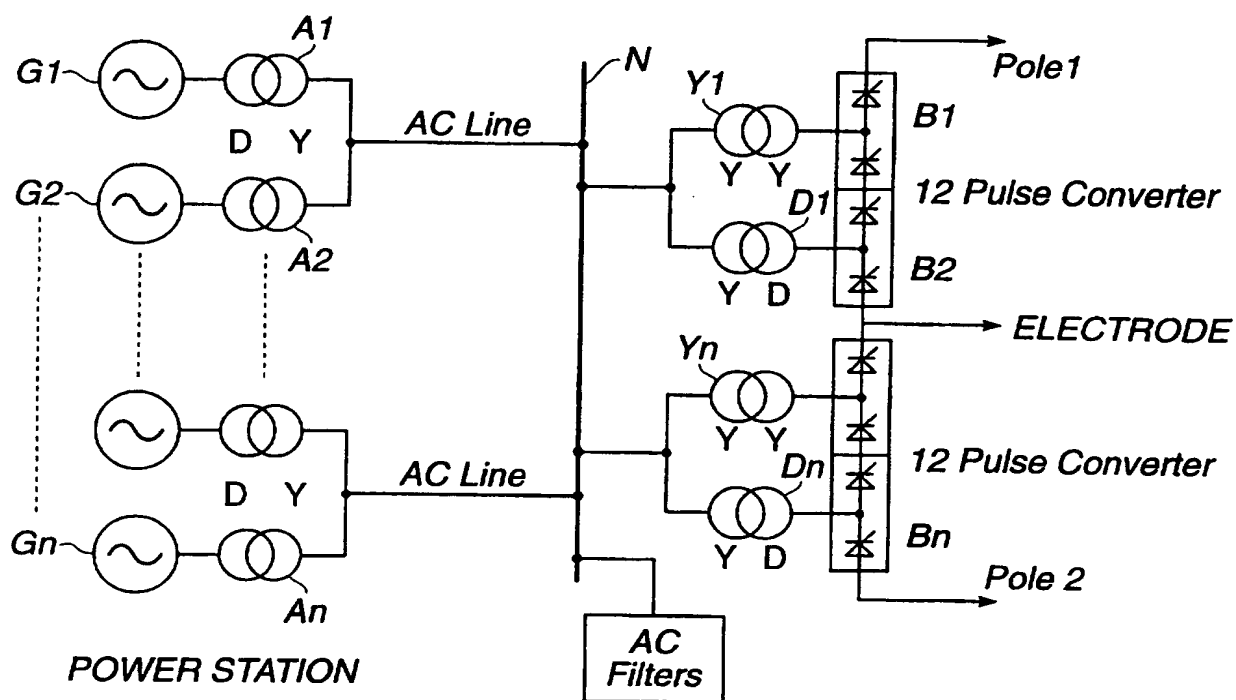 G1
A1
D Y
AC Line
G2
A2
N
Y1
Y Y
D1
Y D
Pole1
B1
12 Pulse Converter
B2
ELECTRODE
D Y
AC Line
Gn
An
Yn
Y Y
Dn
Y D
12 Pulse Converter
Bn
Pole 2
POWER STATION
AC
Filters